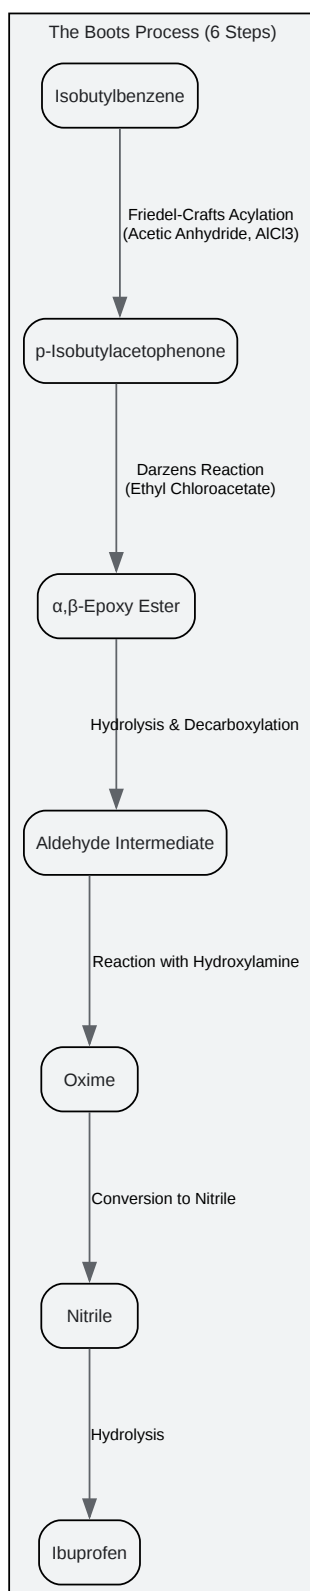 The Boots Process (6 Steps)
Isobutylbenzene
Friedel-Crafts Acylation
(Acetic Anhydride, AlCl3)
p-Isobutylacetophenone
Darzens Reaction
(Ethyl Chloroacetate)
α,β-Epoxy Ester
Hydrolysis & Decarboxylation
Aldehyde Intermediate
Reaction with Hydroxylamine
Oxime
Conversion to Nitrile
Nitrile
Hydrolysis
Ibuprofen